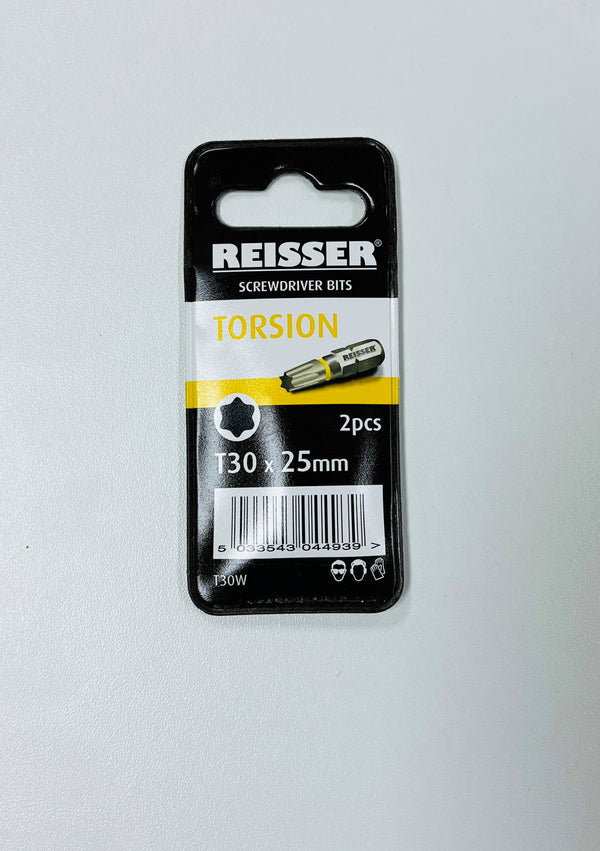 REISSER®
SCREWDRIVER BITS
TORSION
REISSER
2pcs
T30 x 25mm
5 033543 044939 >
T30W